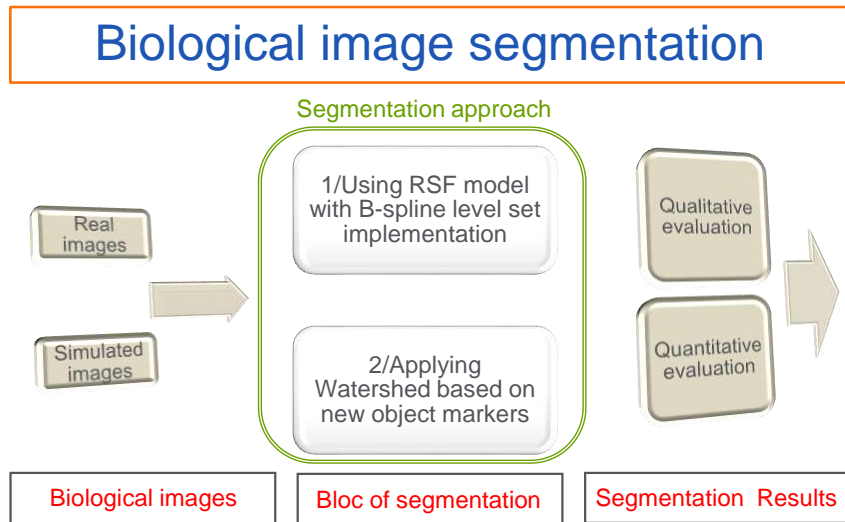 Biological image segmentation
Segmentation approach
Real
images
Simulated
images
1/Using RSF model
with B-spline level set
implementation
2/Applying
Watershed based on
new object markers
Qualitative
evaluation
Quantitative
evaluation
Biological images
Bloc of segmentation
Segmentation Results